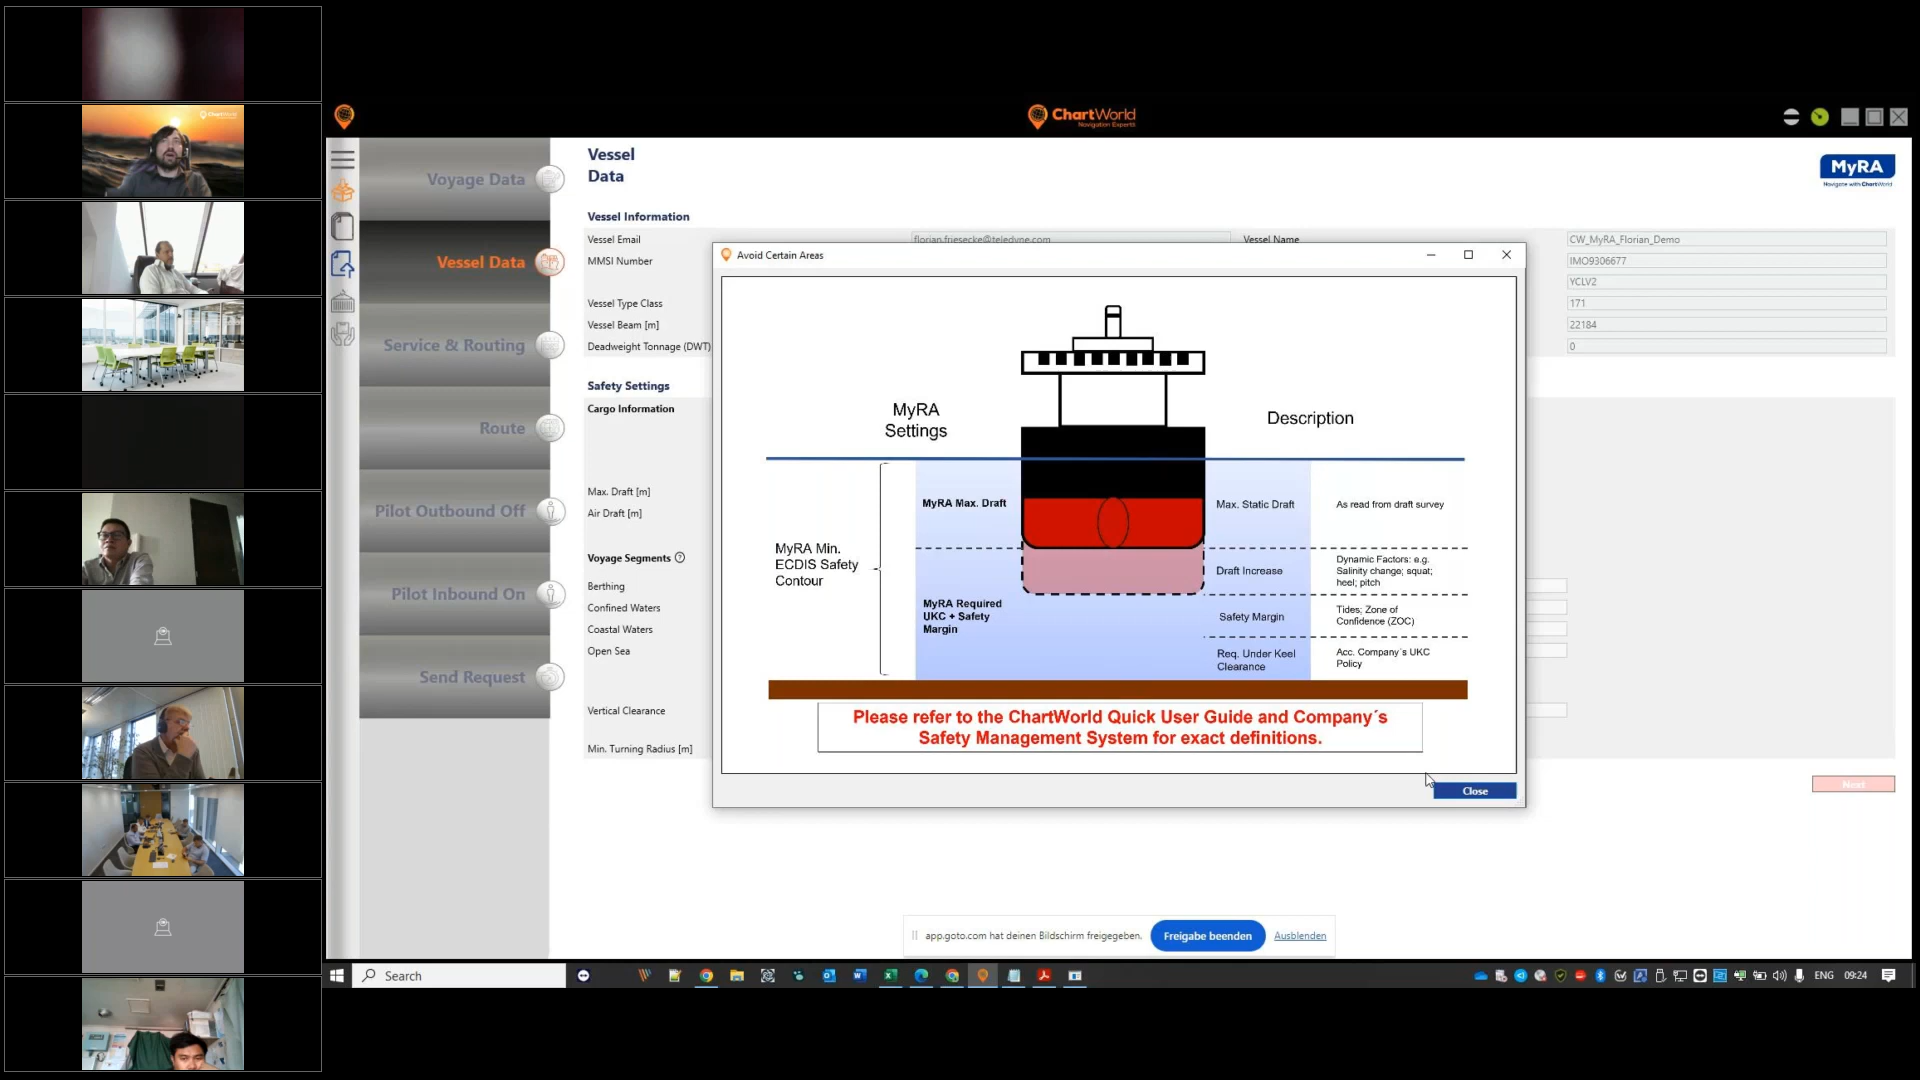 ChartWorld
ChartWorld
Navigation Experts
Voyage Data
Vessel Data
Service & Routing
Route
Pilot Outbound Off
Pilot Inbound On
Send Request
Vessel
Data
MyRA
Navigate with ChartWorld
Vessel Information
Vessel Email
florian.friesecke@teledyne.com
Vessel Name
CW_MyRA_Florian_Demo
MMSI Number
IMO9306677
YCLV2
Vessel Type Class
171
Vessel Beam [m]
22184
Deadweight Tonnage (DWT)
0
Safety Settings
Cargo Information
Max. Draft [m]
Air Draft [m]
Voyage Segments ?
Berthing
Confined Waters
Coastal Waters
Open Sea
Vertical Clearance
Min. Turning Radius [m]
Next
Avoid Certain Areas
MyRA
Settings
Description
MyRA Max. Draft
Max. Static Draft
As read from draft survey
MyRA Min.
ECDIS Safety
Contour
Draft Increase
Dynamic Factors: e.g.
Salinity change; squat;
heel; pitch
MyRA Required
UKC + Safety
Margin
Safety Margin
Tides; Zone of
Confidence (ZOC)
Req. Under Keel
Clearance
Acc. Company´s UKC
Policy
Please refer to the ChartWorld Quick User Guide and Company´s
Safety Management System for exact definitions.
Close
app.goto.com hat deinen Bildschirm freigegeben.
Freigabe beenden
Ausblenden
Search
ENG
09:24